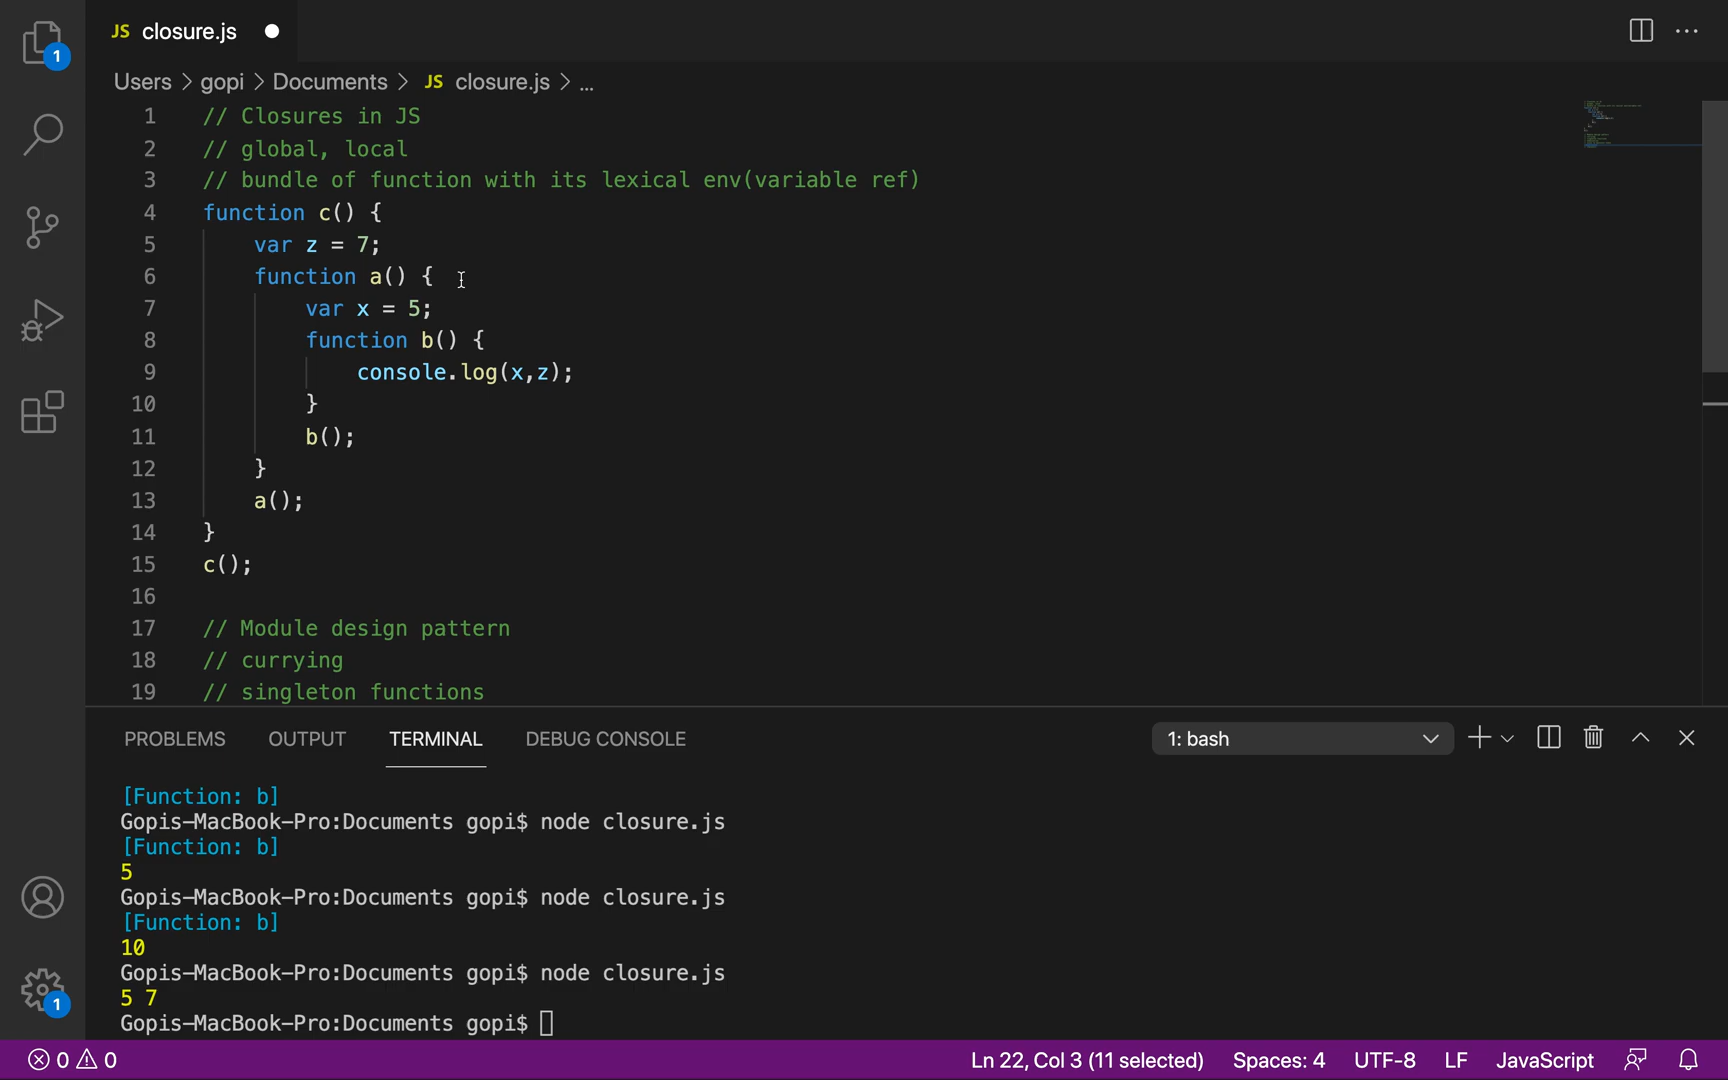 JS closure.js
Users > gopi > Documents > JS closure.js > ...
1 // Closures in JS
2 // global, local
3 // bundle of function with its lexical env(variable ref)
4 function c() {
5 var z = 7;
6 function a() {
7 var x = 5;
8 function b() {
9 console.log(x,z);
10 }
11 b();
12 }
13 a();
14 }
15 c();
16
17 // Module design pattern
18 // currying
19 // singleton functions
PROBLEMS OUTPUT TERMINAL DEBUG CONSOLE 1: bash
[Function: b]
Gopis-MacBook-Pro:Documents gopi$ node closure.js
[Function: b]
5
Gopis-MacBook-Pro:Documents gopi$ node closure.js
[Function: b]
10
Gopis-MacBook-Pro:Documents gopi$ node closure.js
5 7
Gopis-MacBook-Pro:Documents gopi$
1
1
0 0 Ln 22, Col 3 (11 selected) Spaces: 4 UTF-8 LF JavaScript